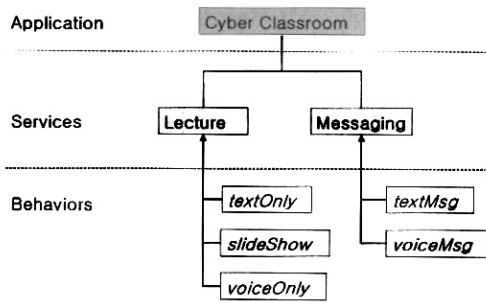 Application
Cyber Classroom
Services
Lecture
Messaging
Behaviors
textOnly
textMsg
slideShow
voiceMsg
voiceOnly